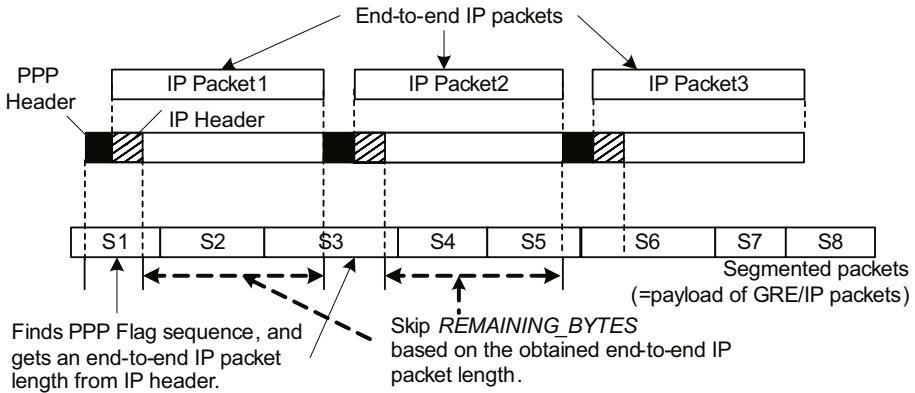 End-to-end IP packets
PPP
Header
IP Packet1
IP Packet2
IP Packet3
IP Header
S1
S2
S3
S4
S5
S6
S7
S8
Segmented packets
(=payload of GRE/IP packets)
Finds PPP Flag sequence, and
gets an end-to-end IP packet
length from IP header.
Skip REMAINING_BYTES
based on the obtained end-to-end IP
packet length.